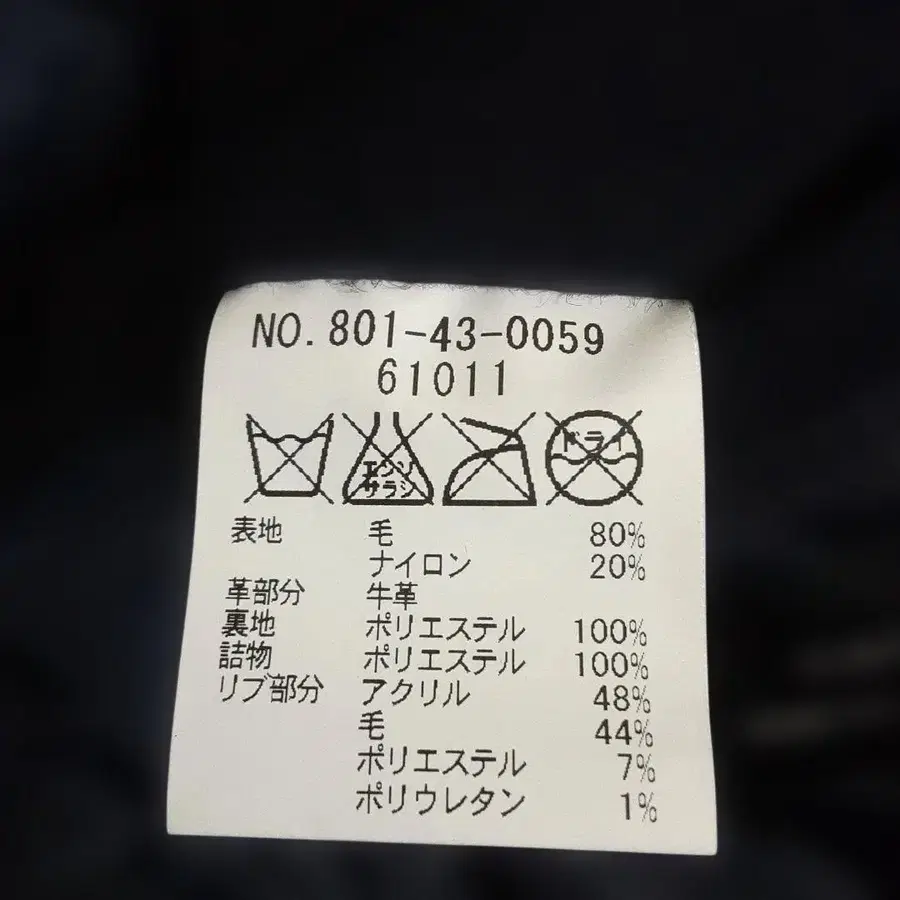 NO. 801-43-0059
61011
エンソ
サラシ
ドライ
表地 毛 80%
ナイロン 20%
革部分 牛革
裏地 ポリエステル 100%
詰物 ポリエステル 100%
リブ部分 アクリル 48%
毛 44%
ポリエステル 7%
ポリウレタン 1%